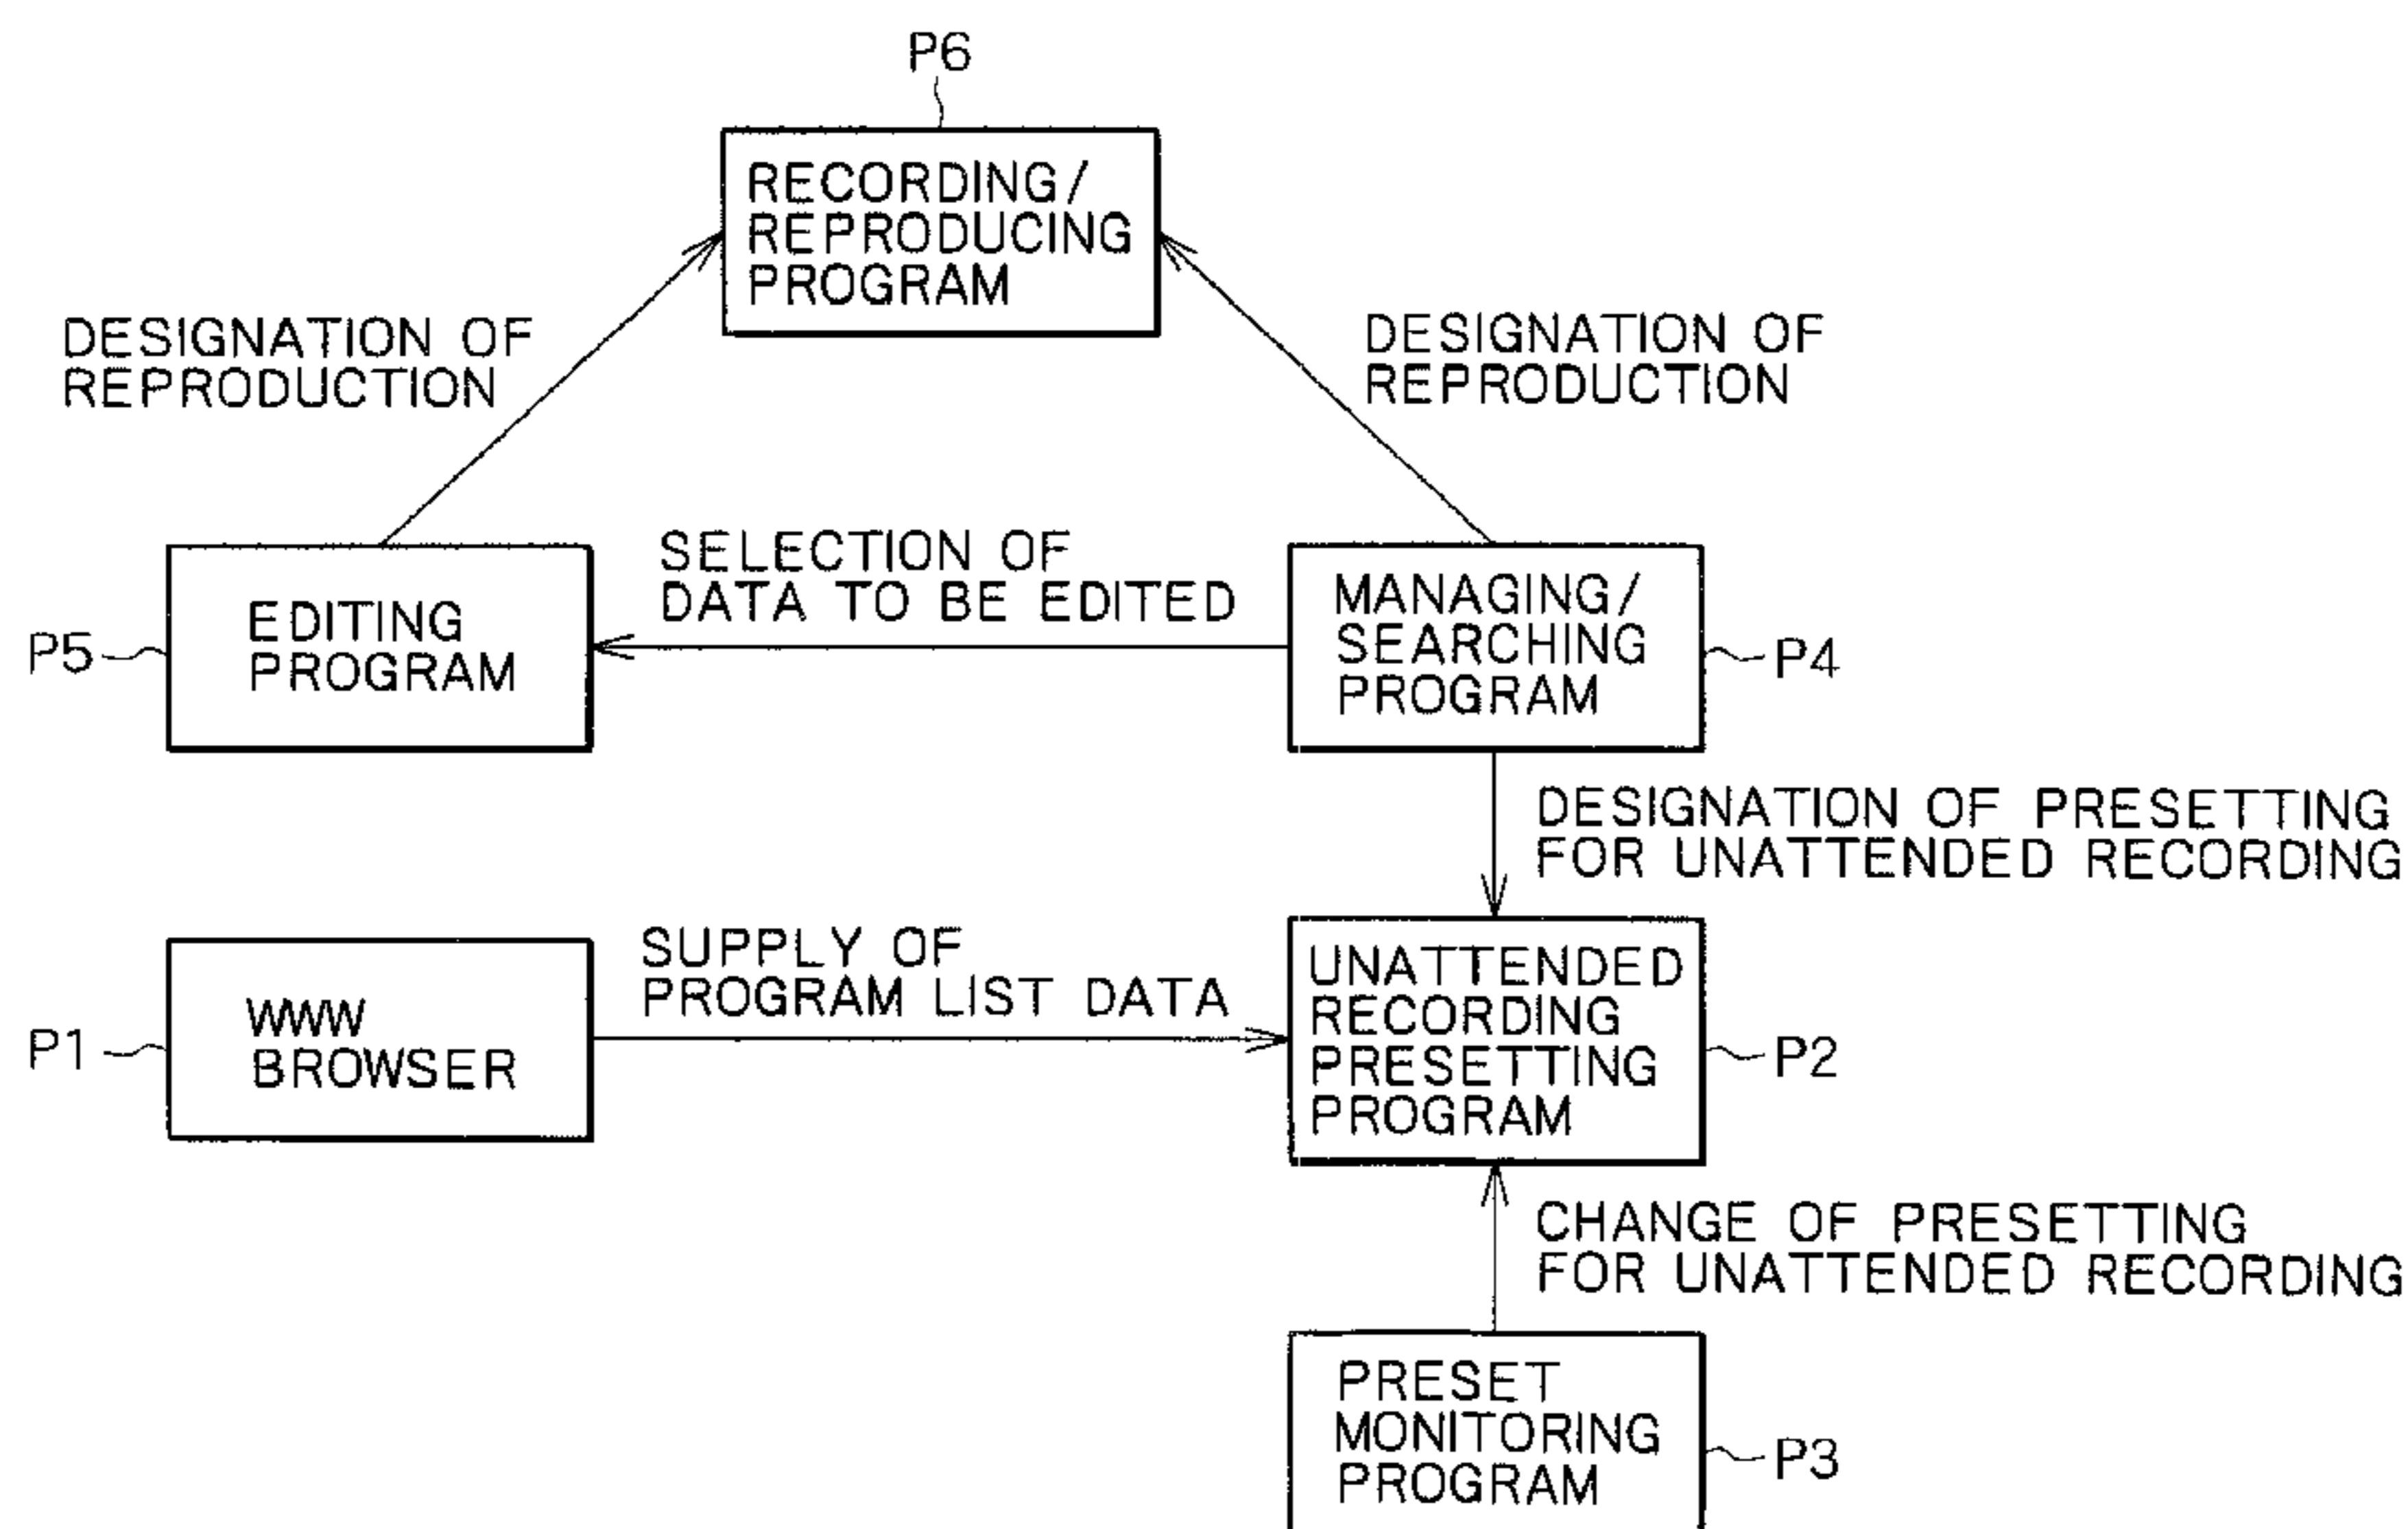 P6
RECORDING/
REPRODUCING
PROGRAM
DESIGNATION OF
REPRODUCTION
DESIGNATION OF
REPRODUCTION
P5
EDITING
PROGRAM
SELECTION OF
DATA TO BE EDITED
MANAGING/
SEARCHING
PROGRAM
P4
DESIGNATION OF PRESETTING
FOR UNATTENDED RECORDING
P1
WWW
BROWSER
SUPPLY OF
PROGRAM LIST DATA
UNATTENDED
RECORDING
PRESETTING
PROGRAM
P2
CHANGE OF PRESETTING
FOR UNATTENDED RECORDING
PRESET
MONITORING
PROGRAM
P3